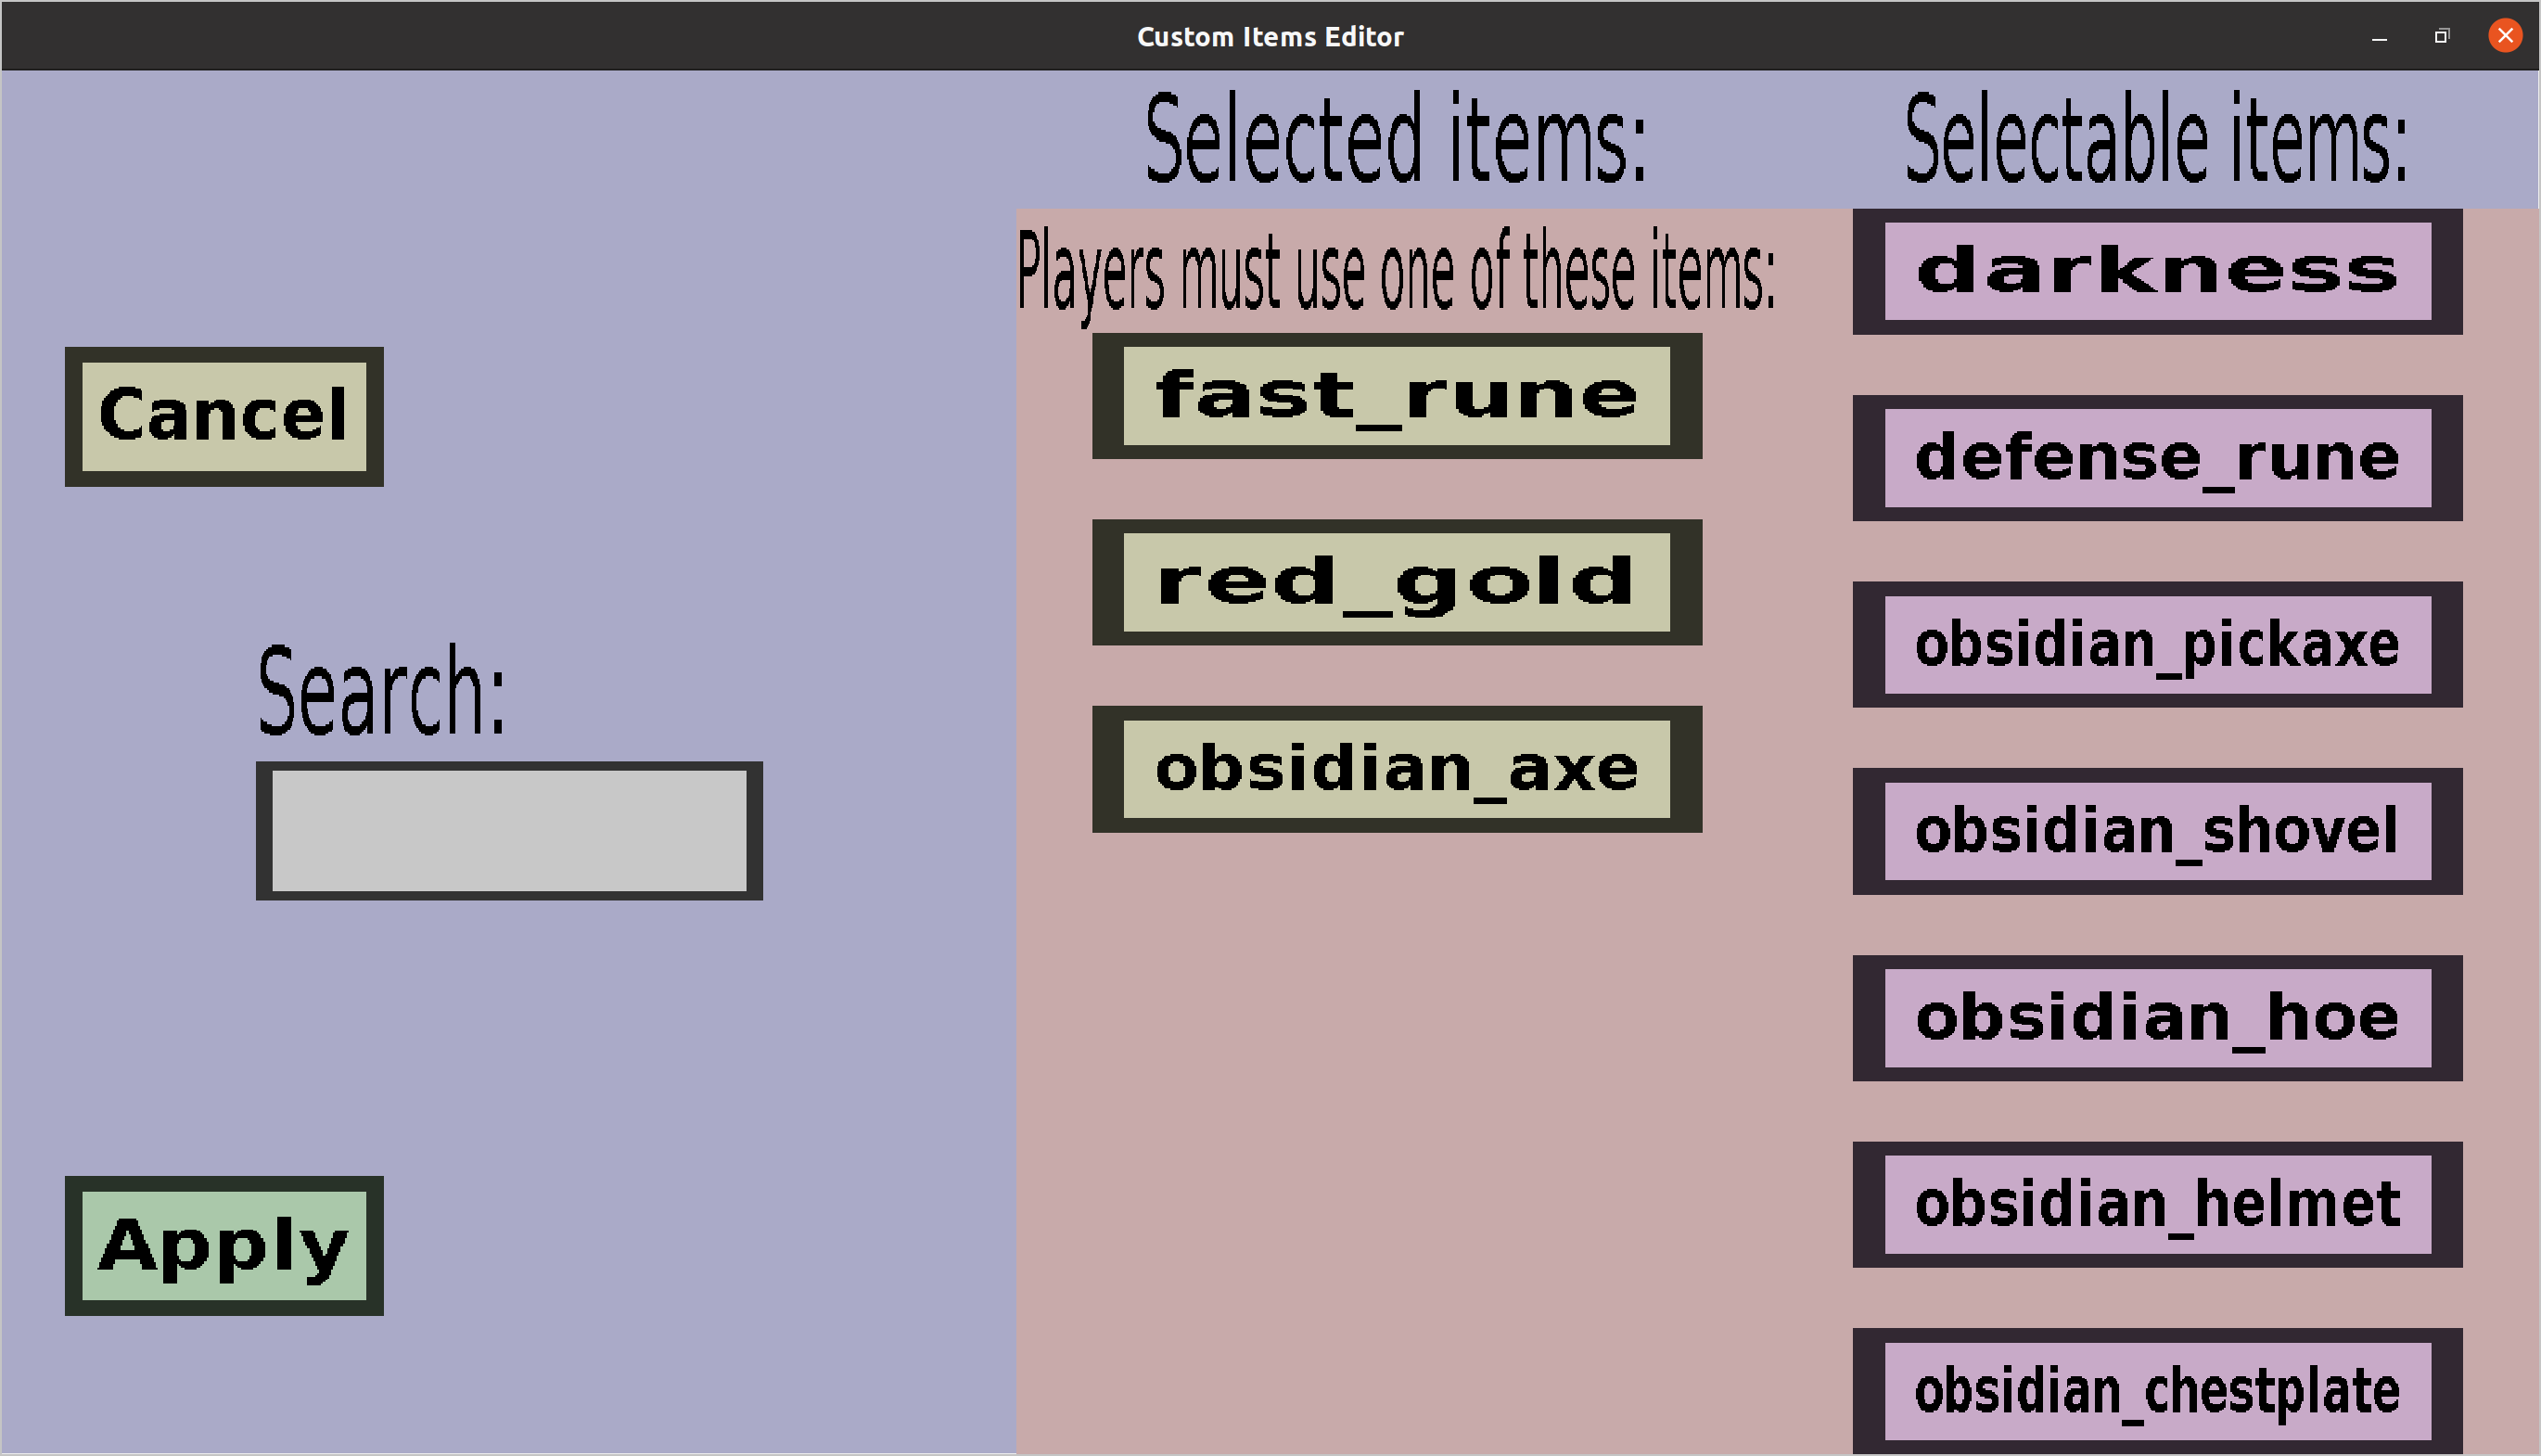 Custom Items Editor
Selected items:
Selectable items:
Players must use one of these items:
Cancel
Search:
Apply
fast_rune
red_gold
obsidian_axe
darkness
defense_rune
obsidian_pickaxe
obsidian_shovel
obsidian_hoe
obsidian_helmet
obsidian_chestplate